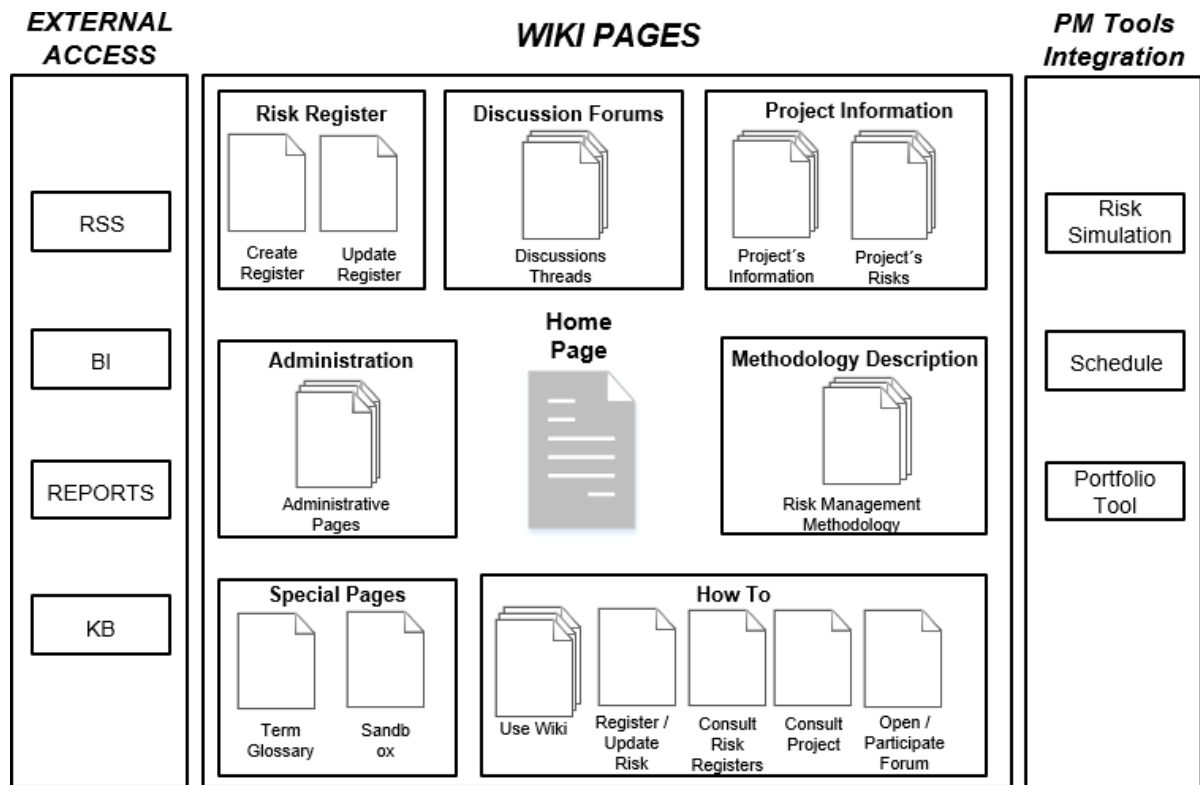 EXTERNAL
ACCESS
RSS
BI
REPORTS
KB
WIKI PAGES
Risk Register
Create
Register
Update
Register
Discussion Forums
Discussions
Threads
Project Information
Project´s
Information
Project´s
Risks
Administration
Administrative
Pages
Home
Page
Methodology Description
Risk Management
Methodology
Special Pages
Term
Glossary
Sandb
ox
How To
Use Wiki
Register /
Update
Risk
Consult
Risk
Registers
Consult
Project
Open /
Participate
Forum
PM Tools
Integration
Risk
Simulation
Schedule
Portfolio
Tool